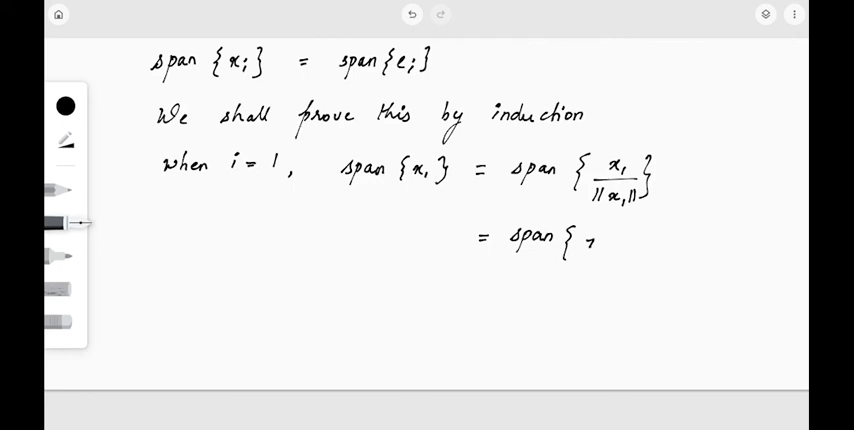 span {xᵢ} = span {eᵢ}
We shall prove this by induction
when i = 1, span {x₁} = span { x₁ / ||x₁|| }
= span {